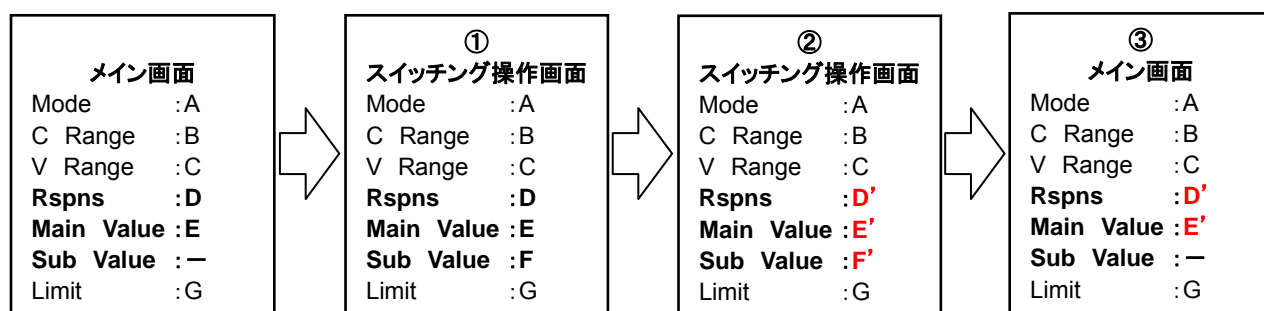 メイン画面
Mode :A
C Range :B
V Range :C
Rspns :D
Main Value :E
Sub Value :ー
Limit :G
①
スイッチング操作画面
Mode :A
C Range :B
V Range :C
Rspns :D
Main Value :E
Sub Value :F
Limit :G
②
スイッチング操作画面
Mode :A
C Range :B
V Range :C
Rspns :D’
Main Value :E’
Sub Value :F’
Limit :G
③
メイン画面
Mode :A
C Range :B
V Range :C
Rspns :D’
Main Value :E’
Sub Value :ー
Limit :G